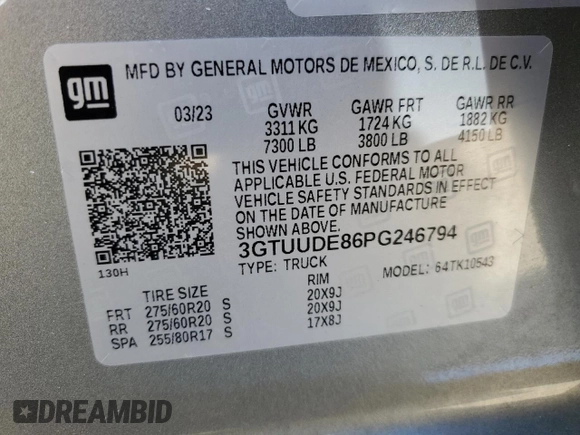 gm
MFD BY GENERAL MOTORS DE MEXICO, S. DE R.L. DE C.V.
03/23 GVWR GAWR FRT GAWR RR
3311 KG 1724 KG 1882 KG
7300 LB 3800 LB 4150 LB
THIS VEHICLE CONFORMS TO ALL
APPLICABLE U.S. FEDERAL MOTOR
VEHICLE SAFETY STANDARDS IN EFFECT
ON THE DATE OF MANUFACTURE
SHOWN ABOVE.
3GTUUDE86PG246794
130H TYPE: TRUCK MODEL: 64TK10543
TIRE SIZE RIM
FRT 275/60R20 S 20X9J
RR 275/60R20 S 20X9J
SPA 255/80R17 S 17X8J
DREAMBID